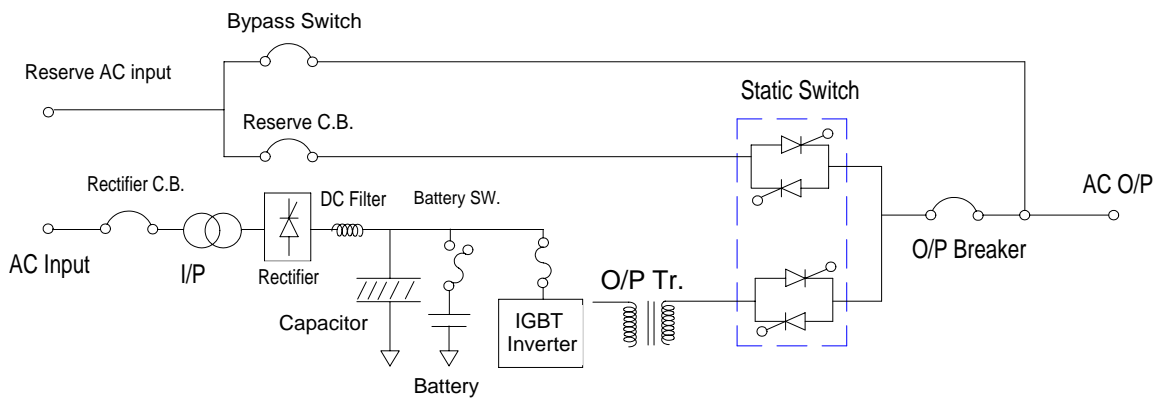 Bypass Switch
Reserve AC input
Static Switch
Reserve C.B.
Rectifier C.B.
DC Filter
Battery SW.
AC O/P
AC Input
I/P
Rectifier
O/P Tr.
O/P Breaker
Capacitor
IGBT
Inverter
Battery